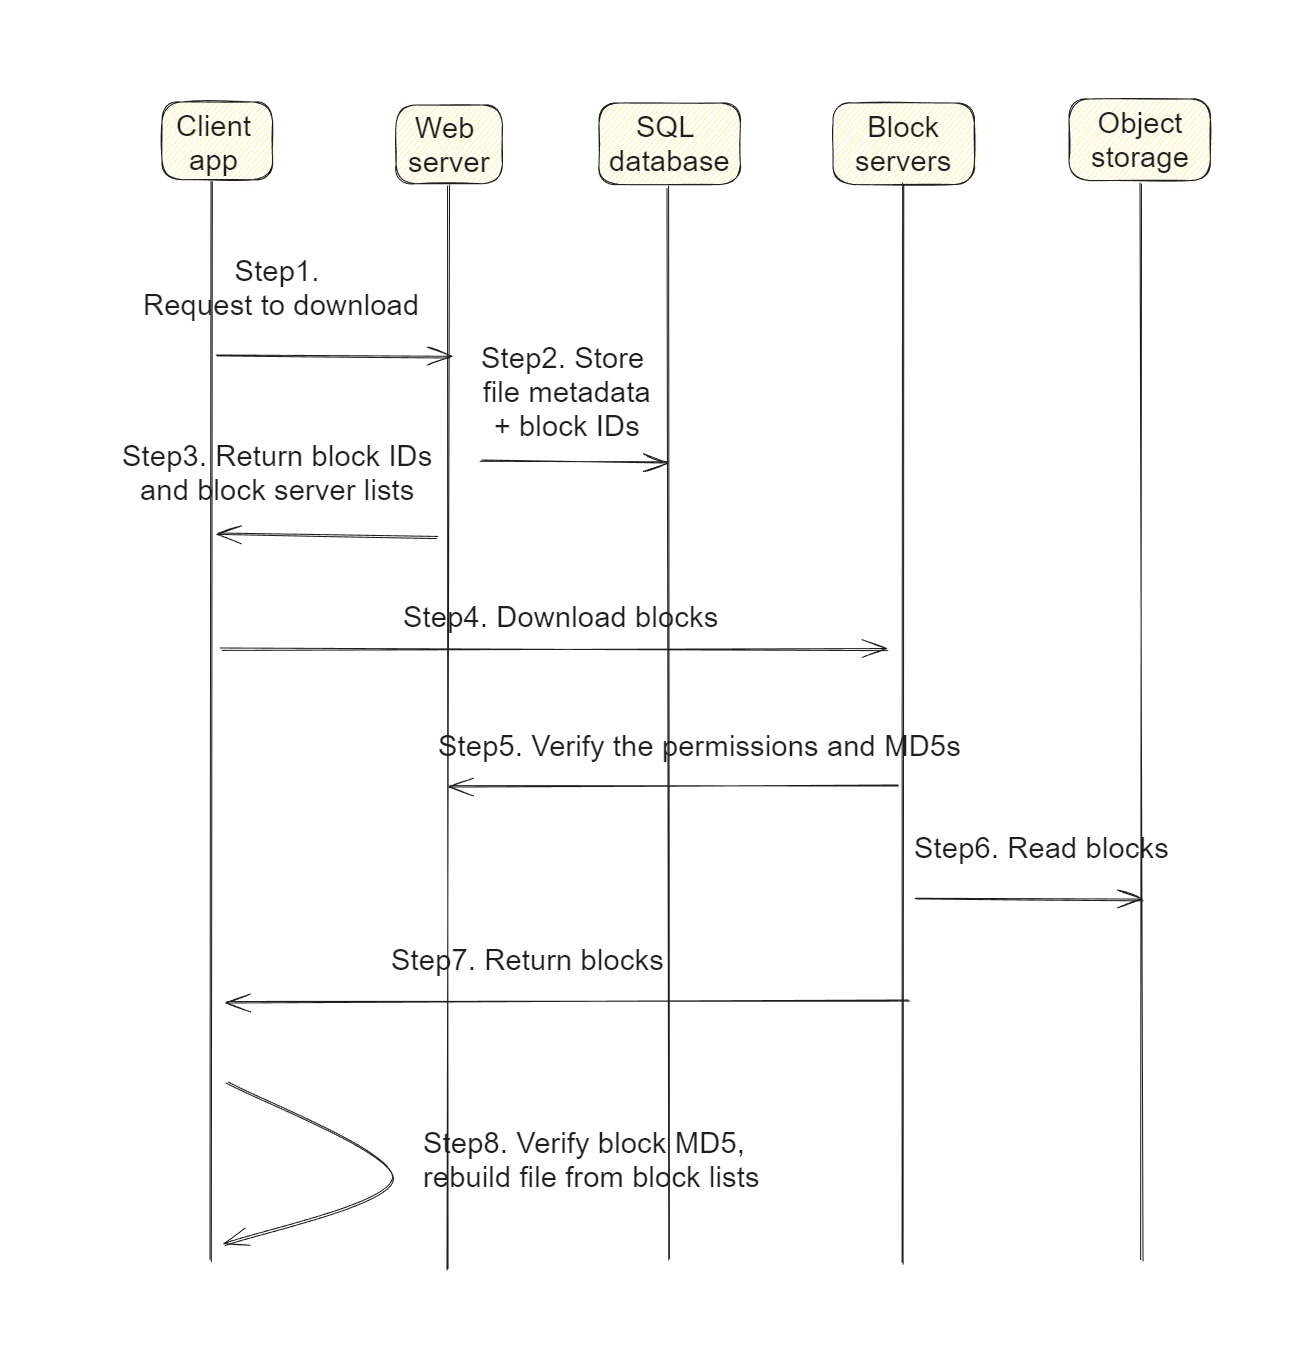 Client
app
Web
server
SQL
database
Block
servers
Object
storage
Step1.
Request to download
Step2. Store
file metadata
+ block IDs
Step3. Return block IDs
and block server lists
Step4. Download blocks
Step5. Verify the permissions and MD5s
Step6. Read blocks
Step7. Return blocks
Step8. Verify block MD5,
rebuild file from block lists